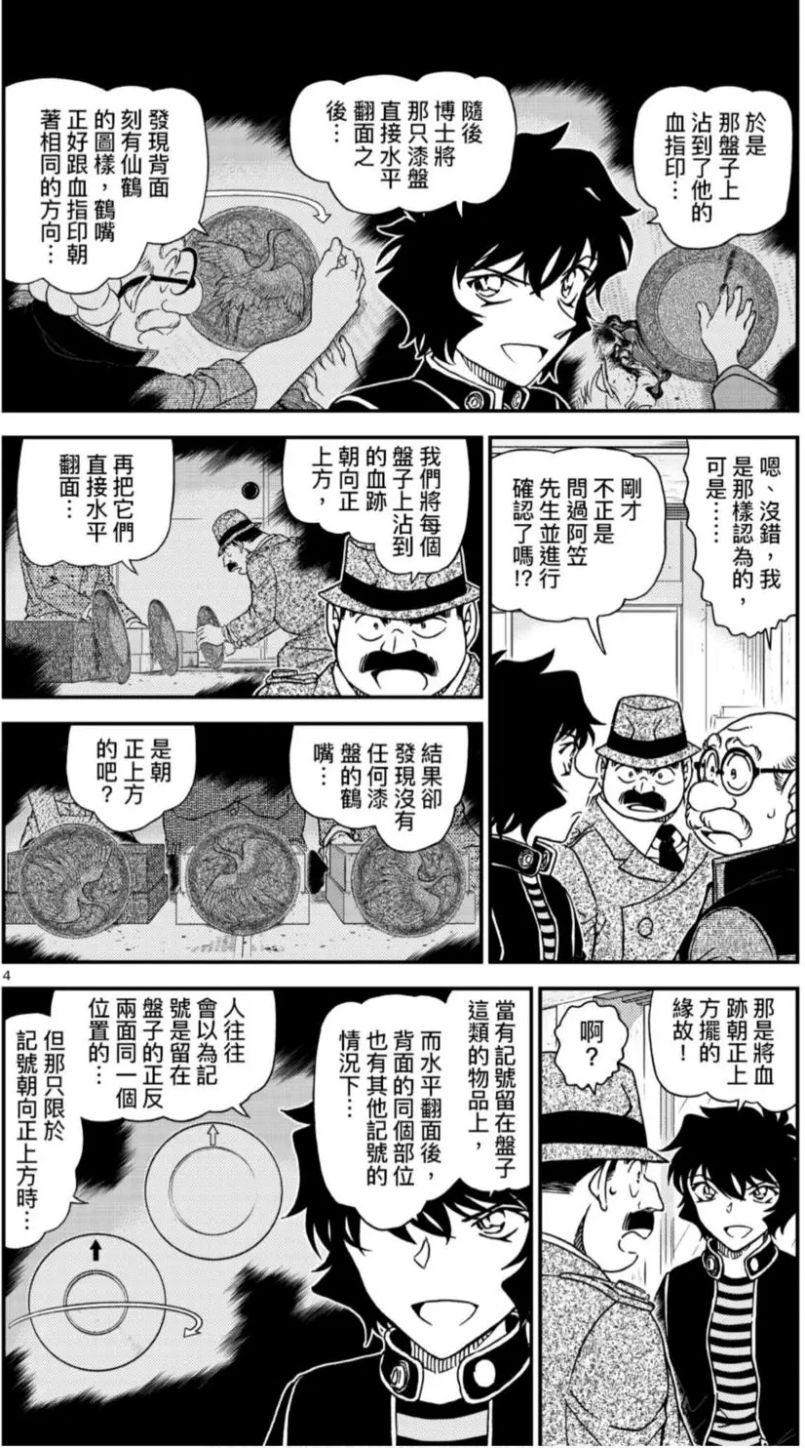 於是
那盤子上
沾到了他的
血指印…
隨後
博士將
那只漆盤
直接水平
翻面之
後…
發現背面
刻有仙鶴
的圖樣，鶴嘴
正好跟血指印朝
著相同的方向…
嗯、沒錯，我
是那樣認為的，
可是……
剛才
不正是
問過阿笠
先生並進行
確認了嗎!?
我們將每個
盤子上沾到
的血跡
朝向正
上方，
再把它們
直接水平
翻面…
結果卻
發現沒有
任何漆
盤的鶴
嘴…
是朝
正上方
的吧？
4
那是將血
跡朝正上
方擺的
緣故！
啊？
當有記號留在盤子
這類的物品上，
而水平翻面後，
背面的同個部位
也有其他記號的
情況下…
人往往
會以為記
號是留在
盤子的正反
兩面同一個
位置的…
但那只限於
記號朝向正上方時…